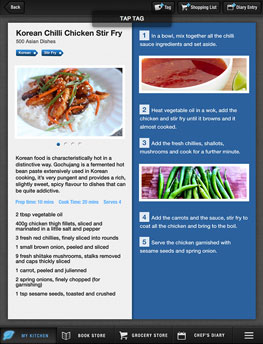 Back
Tag
Shopping List
Diary Entry
TAP TAG
Korean Chilli Chicken Stir Fry
500 Asian Dishes
Korean
Stir Fry
Korean food is characteristically hot in a
distinctive way. Gochujang is a fermented hot
bean paste extensively used in Korean
cooking, it's very pungent and provides a rich,
slightly sweet, spicy flavour to dishes that can
be quite addictive.
Prep time: 10 mins Cook Time: 20 mins Serves 4
2 tbsp vegetable oil
400g chicken thigh fillets, sliced and
marinated in a little salt and pepper
3 fresh red chillies, finely sliced into rounds
1 small brown onion, peeled and sliced
9 fresh shiitake mushrooms, stalks removed
and caps thickly sliced
1 carrot, peeled and julienned
2 spring onions, finely chopped (for
garnishing)
1 tsp sesame seeds, toasted and crushed
1 In a bowl, mix together all the chilli
sauce ingredients and set aside.
2 Heat vegetable oil in a wok, add the
chicken and stir fry until it browns and it
almost cooked.
3 Add the fresh chillies, shallots,
mushrooms and cook for a further minute.
4 Add the carrots and the sauce, stir fry to
coat all the chicken and bring to the boil.
5 Serve the chicken garnished with
sesame seeds and spring onion.
MY KITCHEN
BOOK STORE
GROCERY STORE
CHEF'S DIARY